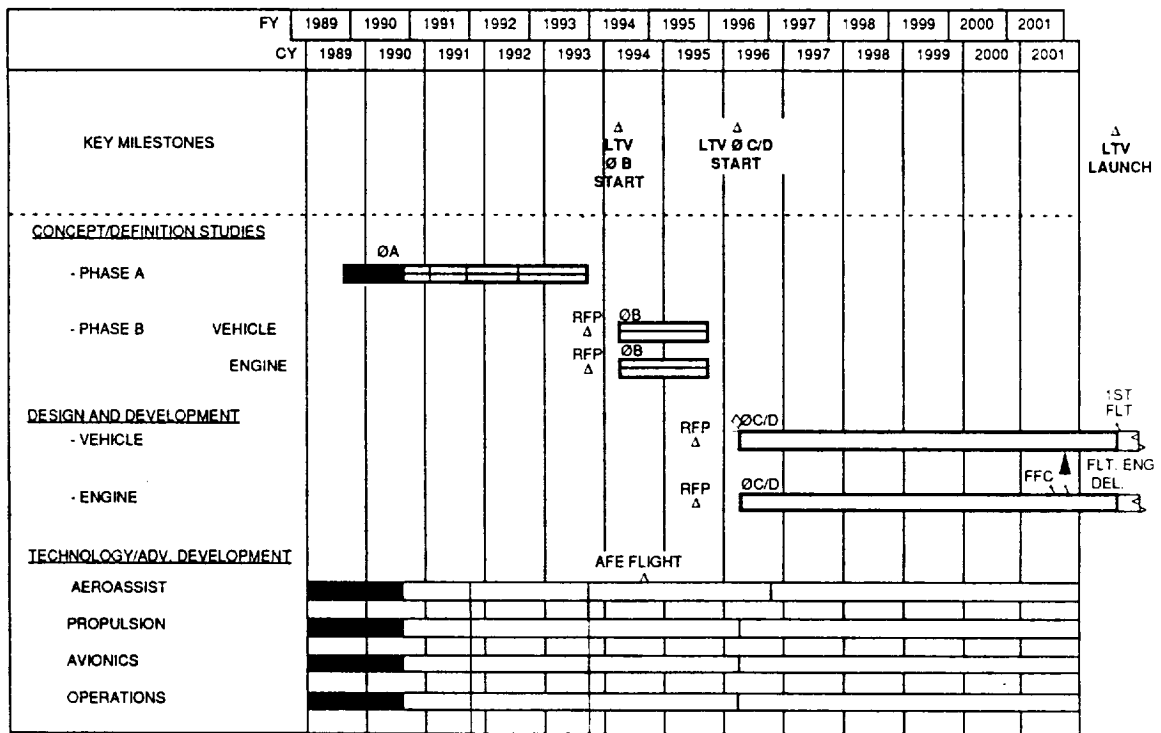 FY 1989 1990 1991 1992 1993 1994 1995 1996 1997 1998 1999 2000 2001
CY 1989 1990 1991 1992 1993 1994 1995 1996 1997 1998 1999 2000 2001
KEY MILESTONES
Δ
LTV
Ø B
START
Δ
LTV Ø C/D
START
Δ
LTV
LAUNCH
CONCEPT/DEFINITION STUDIES
- PHASE A
ØA
- PHASE B VEHICLE
RFP
Δ
ØB
ENGINE
RFP
Δ
ØB
DESIGN AND DEVELOPMENT
- VEHICLE
RFP
Δ
ØC/D
1ST
FLT
- ENGINE
RFP
Δ
ØC/D
FFC
FLT. ENG
DEL.
TECHNOLOGY/ADV. DEVELOPMENT
AFE FLIGHT
Δ
AEROASSIST
PROPULSION
AVIONICS
OPERATIONS